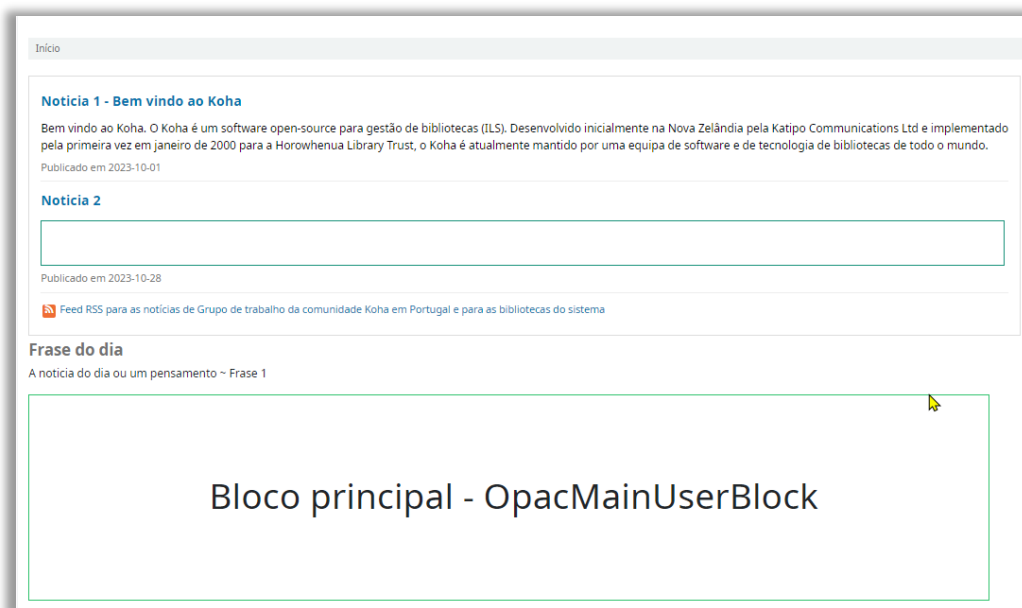 Início
Noticia 1 - Bem vindo ao Koha
Bem vindo ao Koha. O Koha é um software open-source para gestão de bibliotecas (ILS). Desenvolvido inicialmente na Nova Zelândia pela Katipo Communications Ltd e implementado
pela primeira vez em janeiro de 2000 para a Horowhenua Library Trust, o Koha é atualmente mantido por uma equipa de software e de tecnologia de bibliotecas de todo o mundo.
Publicado em 2023-10-01
Noticia 2
Publicado em 2023-10-28
Feed RSS para as notícias de Grupo de trabalho da comunidade Koha em Portugal e para as bibliotecas do sistema
Frase do dia
A noticia do dia ou um pensamento ~ Frase 1
Bloco principal - OpacMainUserBlock